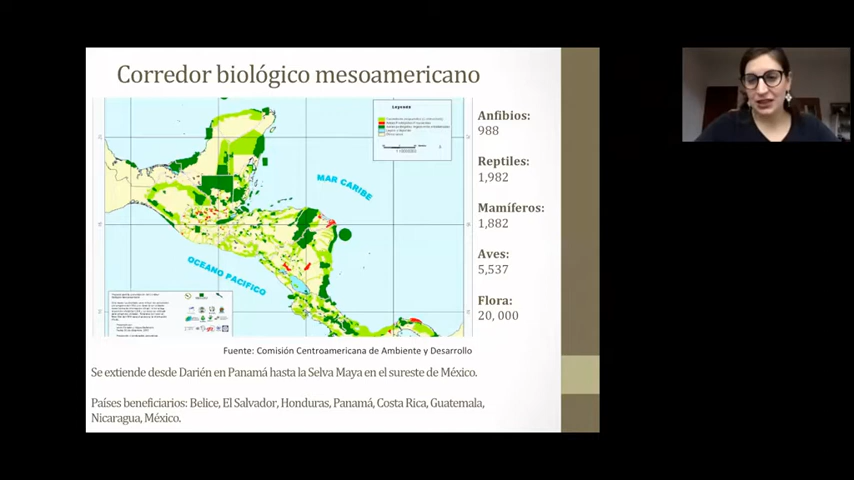 Corredor biológico mesoamericano
Legenda
MAR CARIBE
OCEANO PACIFICO
Anfibios:
988
Reptiles:
1,982
Mamíferos:
1,882
Aves:
5,537
Flora:
20, 000
Fuente: Comisión Centroamericana de Ambiente y Desarrollo
Se extiende desde Darién en Panamá hasta la Selva Maya en el sureste de México.
Países beneficiarios: Belice, El Salvador, Honduras, Panamá, Costa Rica, Guatemala,
Nicaragua, México.